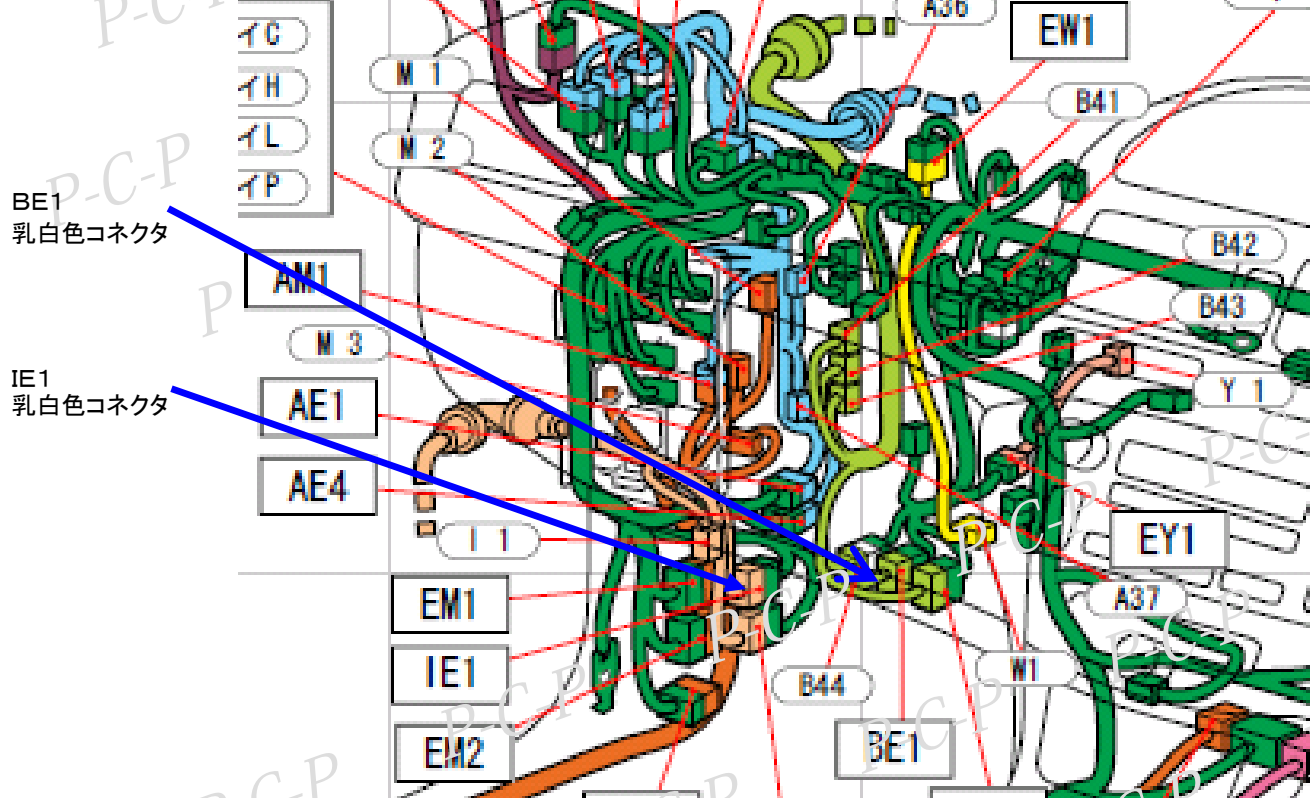 A36
EW1
イC
イH
イL
イP
M 1
M 2
B41
BE1
乳白色コネクタ
B42
B43
AM1
M 3
Y 1
IE1
乳白色コネクタ
AE1
AE4
I 1
EY1
A37
EM1
IE1
EM2
B44
W1
BE1
P-C-P
P-C-P
P-C-P
P-C-P
P-C-P
P-C-P
P-C-P
P-C-P